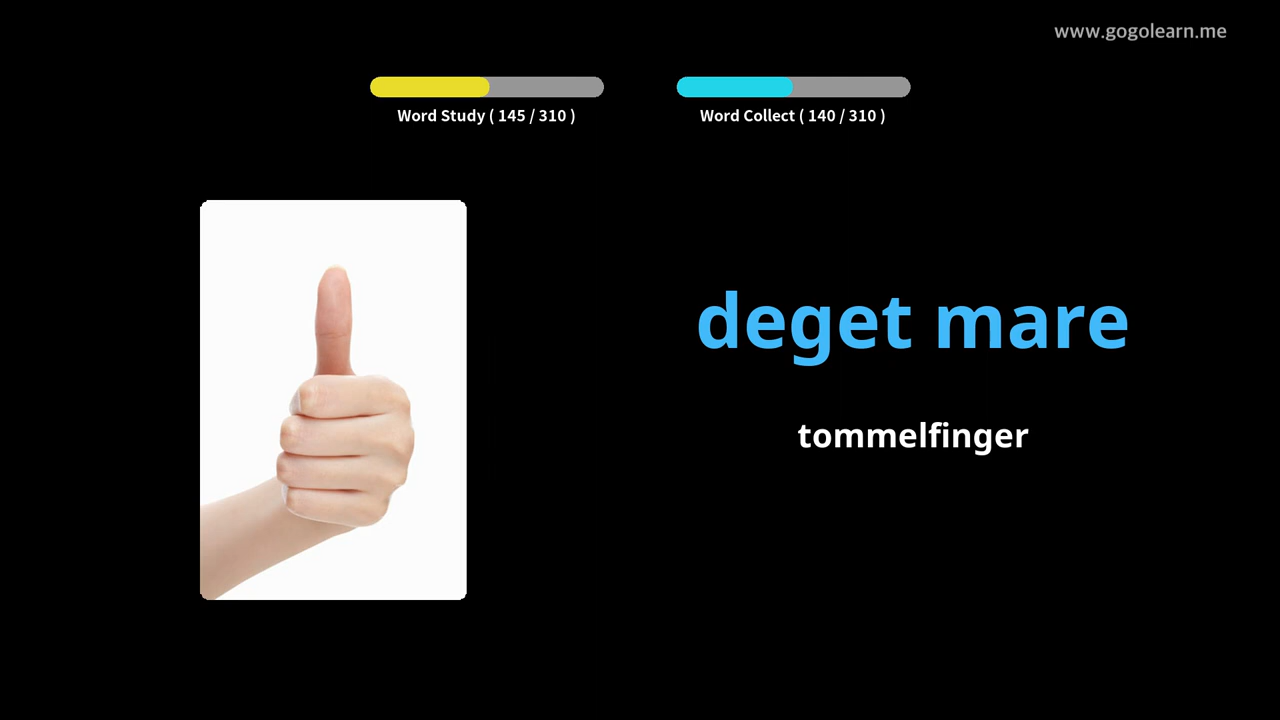 www.gogolearn.me
Word Study ( 145 / 310 )
Word Collect ( 140 / 310 )
deget mare
tommelfinger